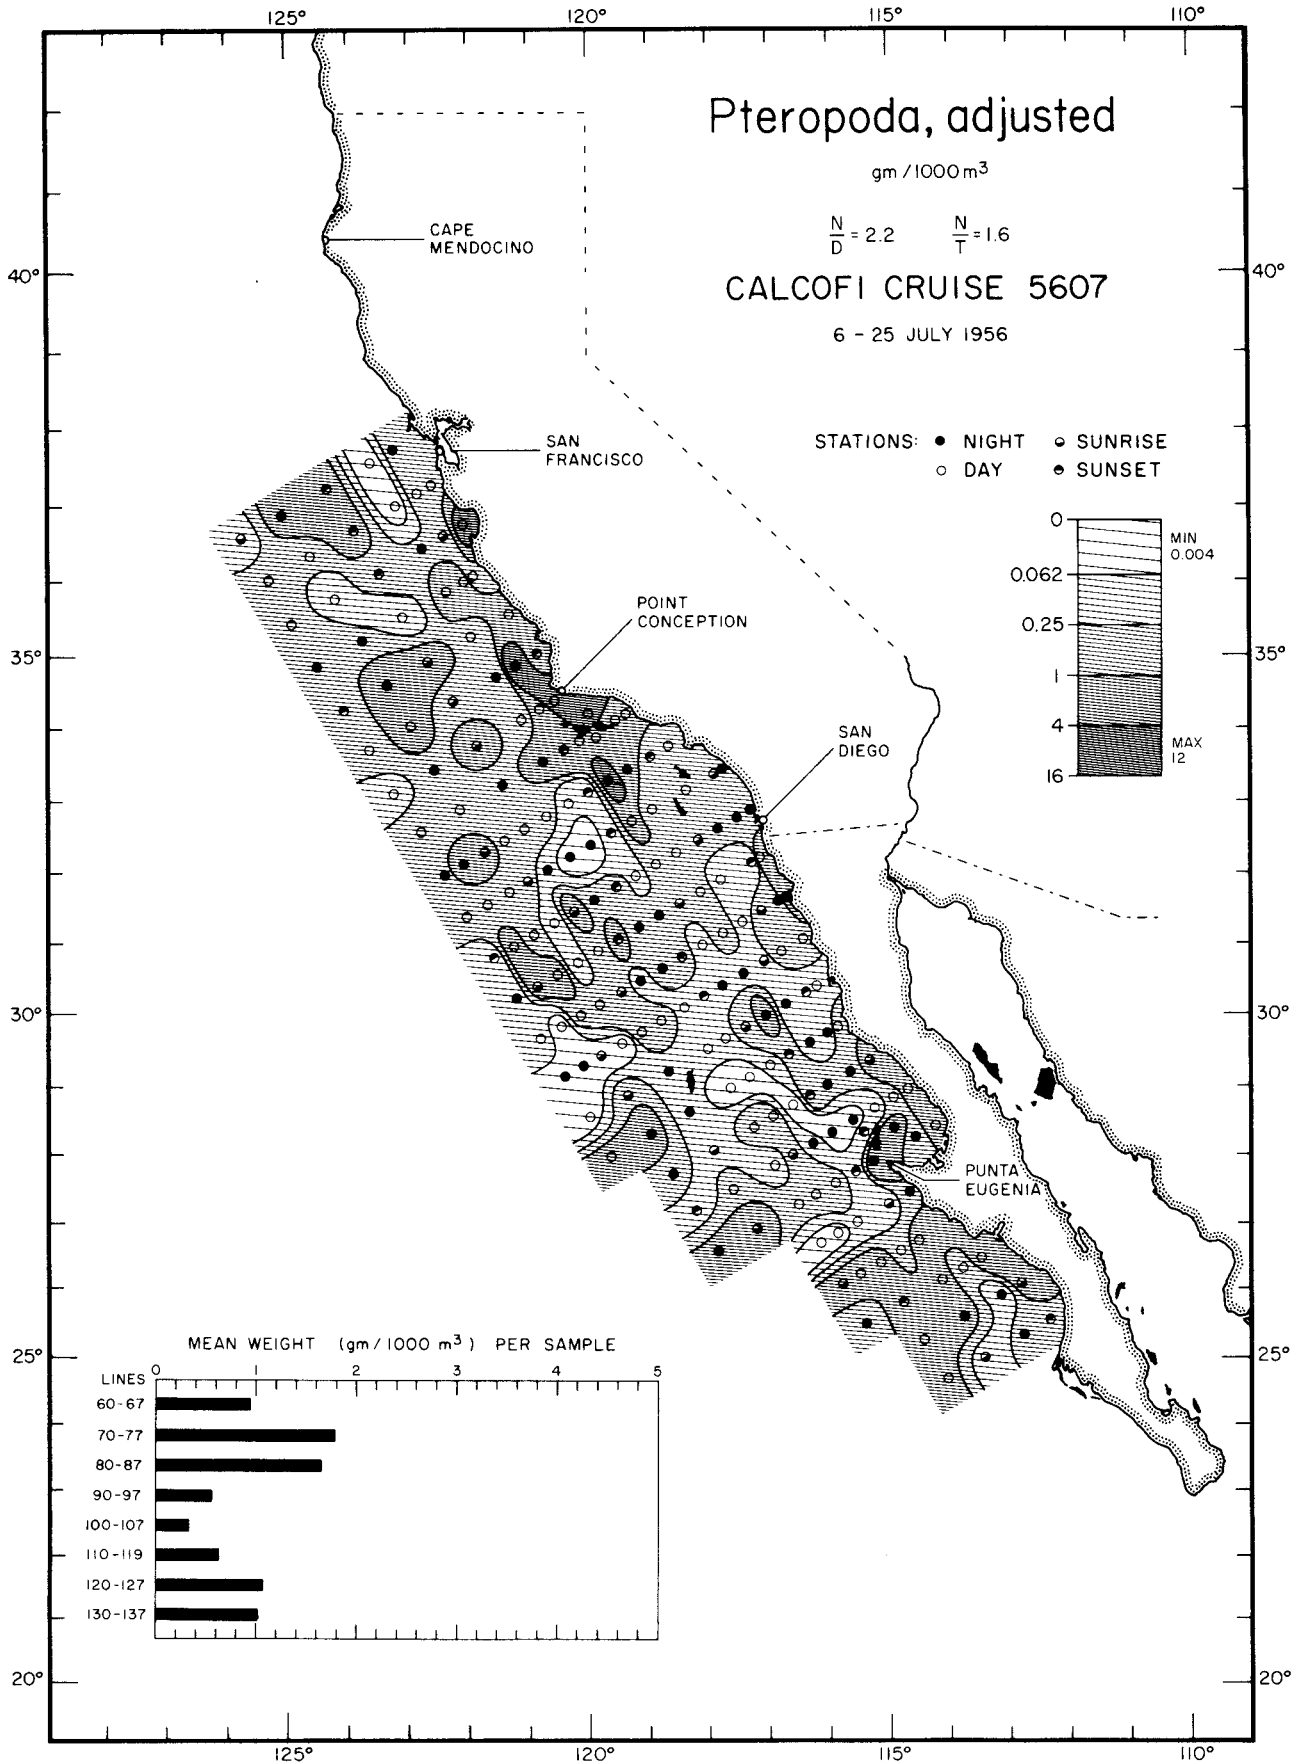 125° 120° 115° 110°
Pteropoda, adjusted
gm/1000m³
N/D = 2.2 N/T = 1.6
CALCOFI CRUISE 5607
6 - 25 JULY 1956
CAPE
MENDOCINO
40° 40°
STATIONS: ● NIGHT ◒ SUNRISE
○ DAY ◓ SUNSET
SAN
FRANCISCO
0
MIN
0.004
0.062
0.25
1
4
MAX
12
16
POINT
CONCEPTION
35° 35°
SAN
DIEGO
30° 30°
PUNTA
EUGENIA
25° 25°
MEAN WEIGHT (gm/1000 m³) PER SAMPLE
LINES 0 1 2 3 4 5
60-67
70-77
80-87
90-97
100-107
110-119
120-127
130-137
20° 20°
125° 120° 115° 110°